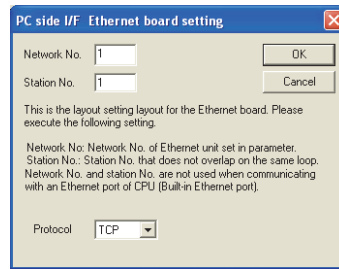 PC side I/F Ethernet board setting
Network No. 1 OK
Station No. 1 Cancel
This is the layout setting layout for the Ethernet board. Please
execute the following setting.
Network No: Network No. of Ethernet unit set in parameter.
Station No.: Station No. that does not overlap on the same loop.
Network No. and station No. are not used when communicating
with an Ethernet port of CPU (Built-in Ethernet port).
Protocol TCP